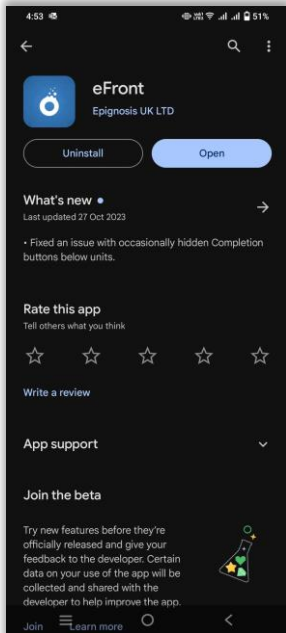 4:53
51%
eFront
Epignosis UK LTD
Uninstall
Open
What's new •
Last updated 27 Oct 2023
• Fixed an issue with occasionally hidden Completion
buttons below units.
Rate this app
Tell others what you think
Write a review
App support
Join the beta
Try new features before they're
officially released and give your
feedback to the developer. Certain
data on your use of the app will be
collected and shared with the
developer to help improve the app.
Join
Learn more